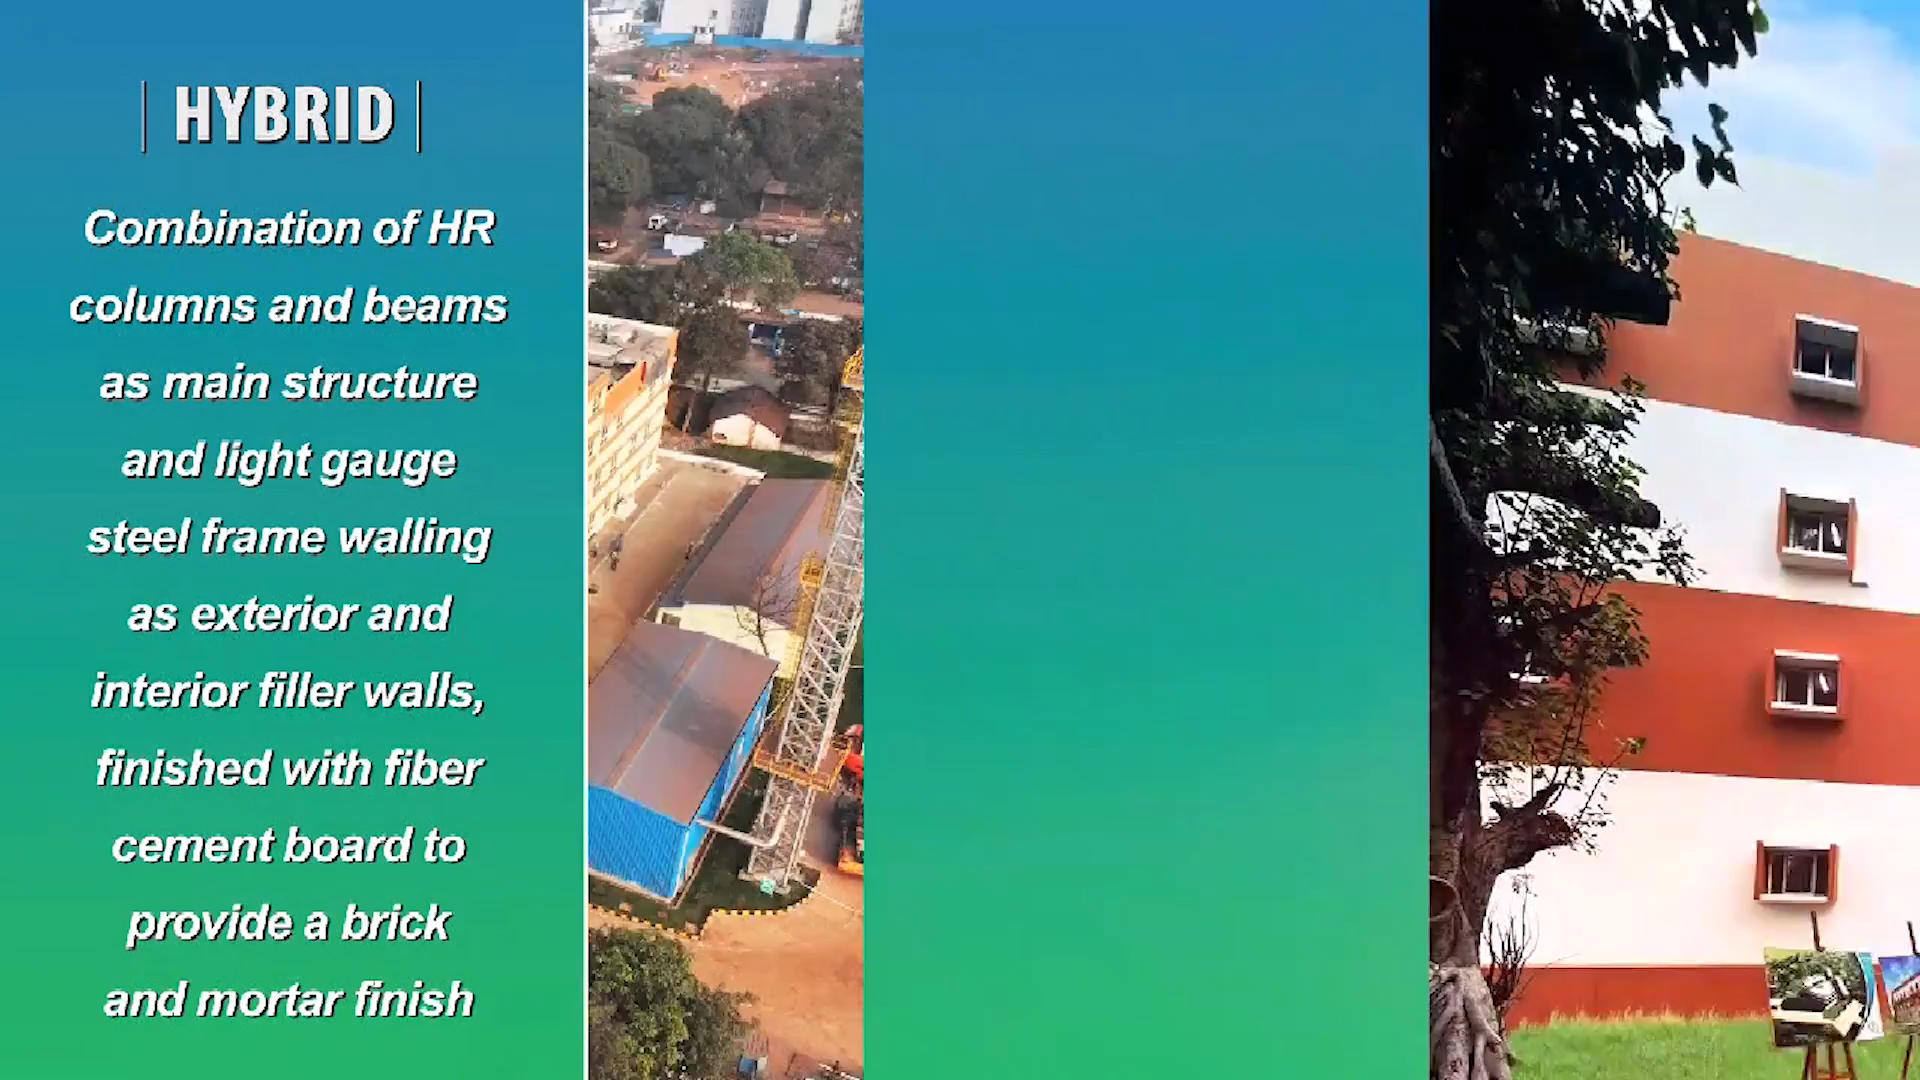 | HYBRID |
Combination of HR
columns and beams
as main structure
and light gauge
steel frame walling
as exterior and
interior filler walls,
finished with fiber
cement board to
provide a brick
and mortar finish